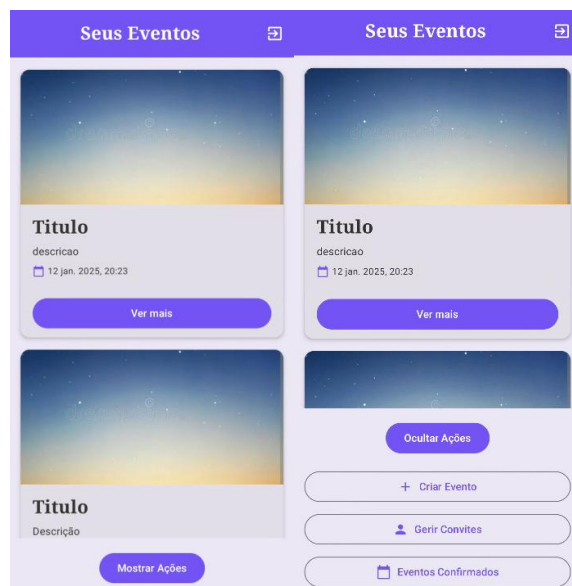 Seus Eventos
Titulo
descricao
12 jan. 2025, 20:23
Ver mais
Titulo
Descrição
Mostrar Ações
Seus Eventos
Titulo
descricao
12 jan. 2025, 20:23
Ver mais
Ocultar Ações
+ Criar Evento
Gerir Convites
Eventos Confirmados